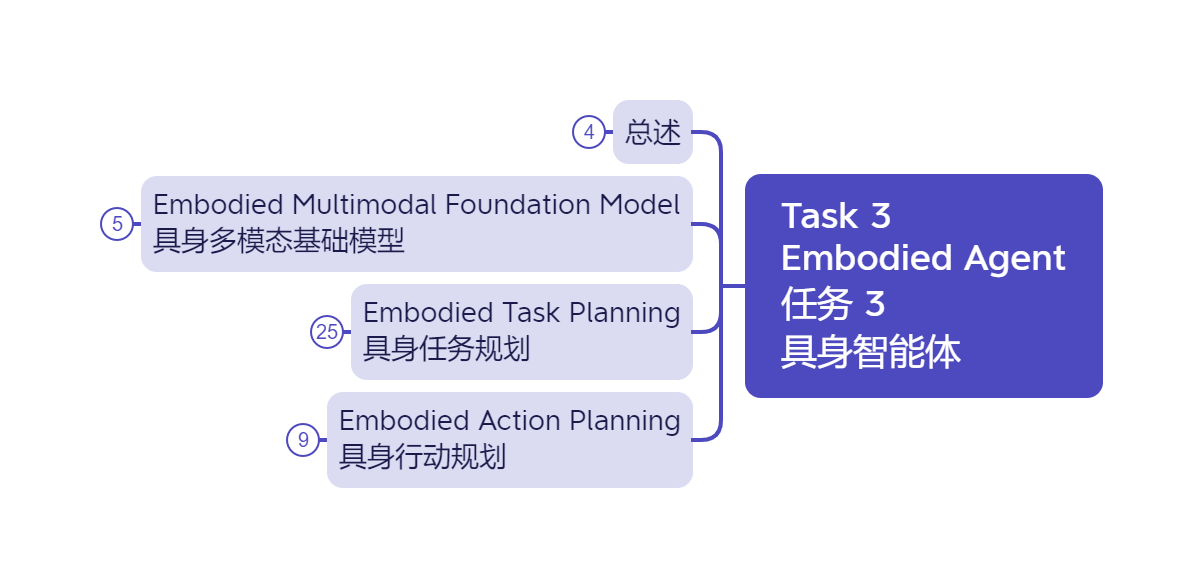 4
总述
5
Embodied Multimodal Foundation Model
具身多模态基础模型
25
Embodied Task Planning
具身任务规划
9
Embodied Action Planning
具身行动规划
Task 3
Embodied Agent
任务 3
具身智能体